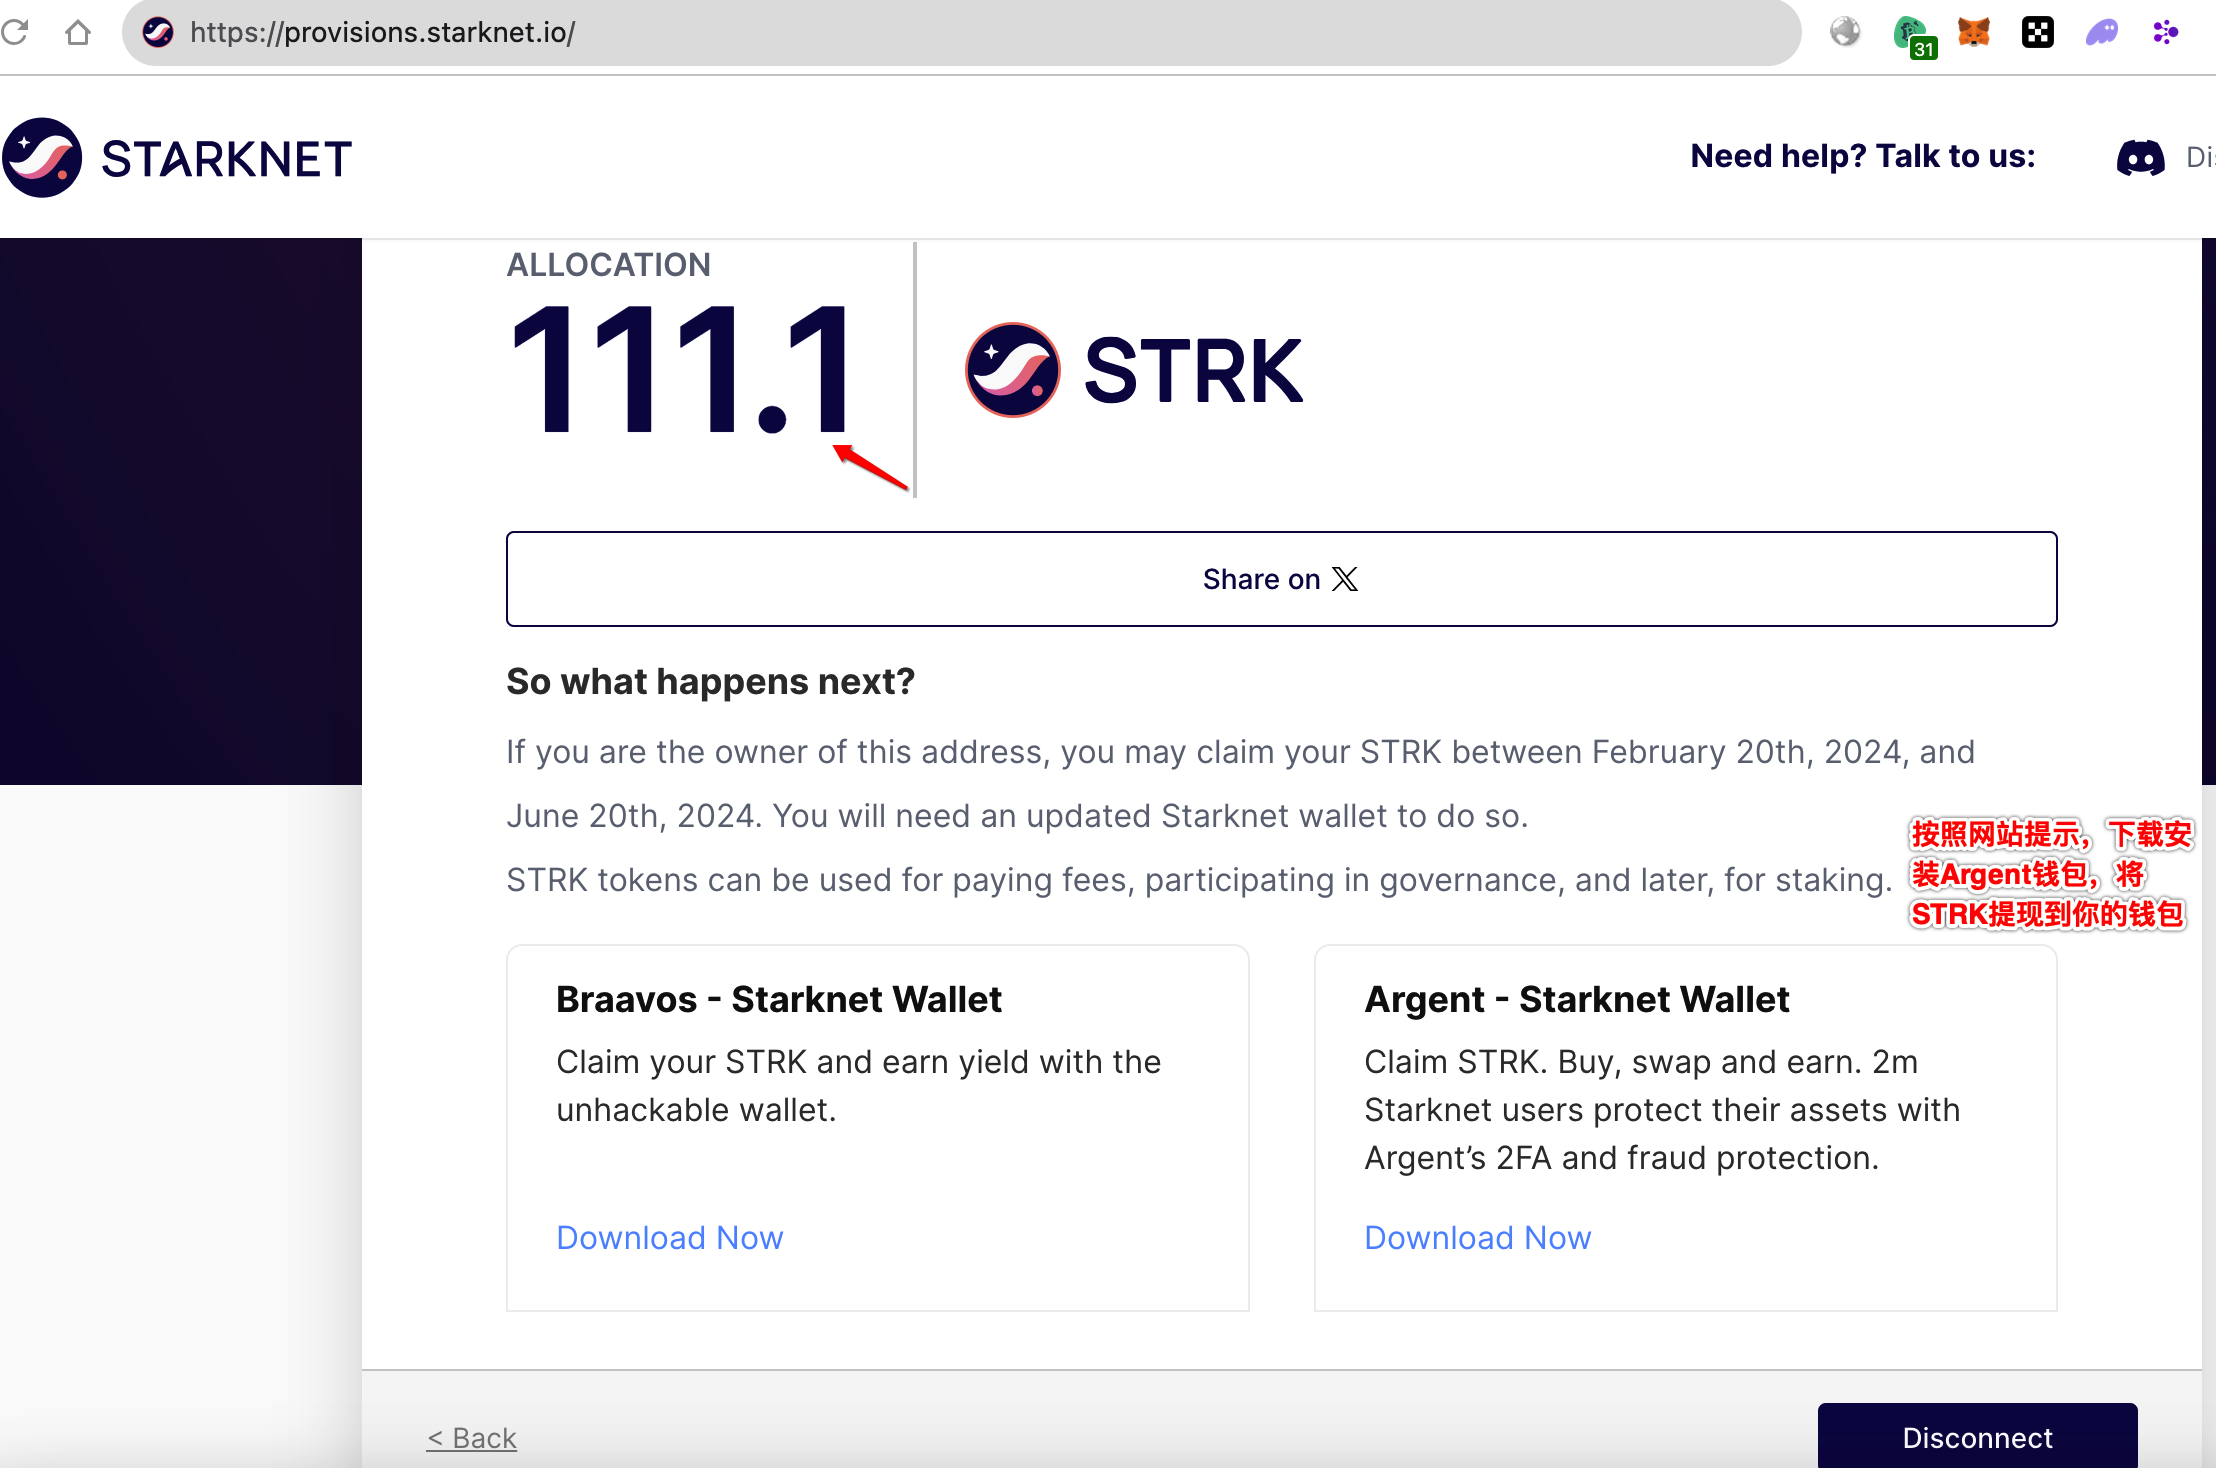 https://provisions.starknet.io/
31
STARKNET
Need help? Talk to us:
ALLOCATION
111.1
STRK
Share on X
So what happens next?
If you are the owner of this address, you may claim your STRK between February 20th, 2024, and
June 20th, 2024. You will need an updated Starknet wallet to do so.
STRK tokens can be used for paying fees, participating in governance, and later, for staking.
按照网站提示，下载安
装Argent钱包，将
STRK提现到你的钱包
Braavos - Starknet Wallet
Claim your STRK and earn yield with the
unhackable wallet.
Download Now
Argent - Starknet Wallet
Claim STRK. Buy, swap and earn. 2m
Starknet users protect their assets with
Argent’s 2FA and fraud protection.
Download Now
< Back
Disconnect